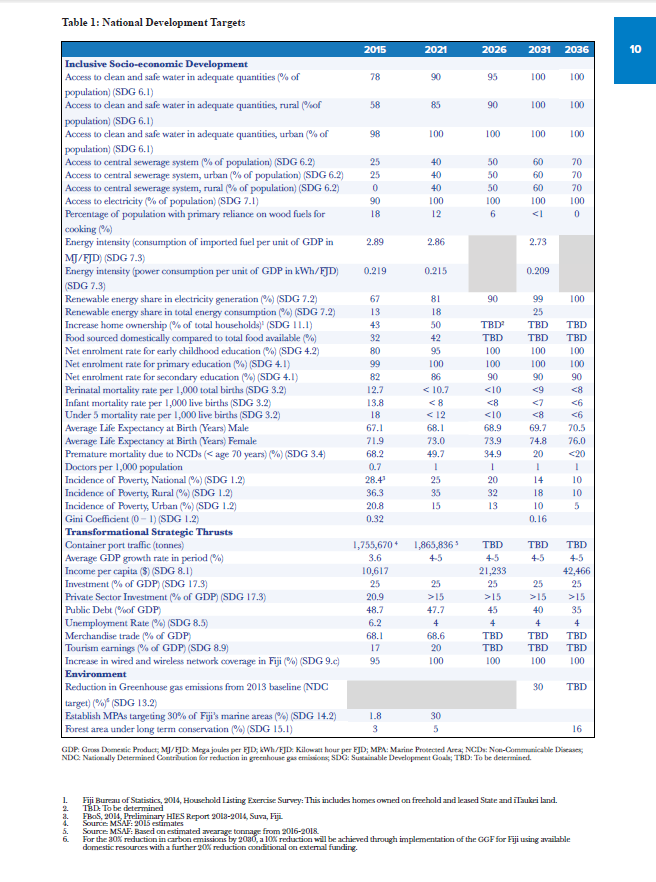 Table 1: National Development Targets
10
2015 2021 2026 2031 2036
Inclusive Socio-economic Development
Access to clean and safe water in adequate quantities (% of 78 90 95 100 100
population) (SDG 6.1)
Access to clean and safe water in adequate quantities, rural (%of 58 85 90 100 100
population) (SDG 6.1)
Access to clean and safe water in adequate quantities, urban (% of 98 100 100 100 100
population) (SDG 6.1)
Access to central sewerage system (% of population) (SDG 6.2) 25 40 50 60 70
Access to central sewerage system, urban (% of population) (SDG 6.2) 25 40 50 60 70
Access to central sewerage system, rural (% of population) (SDG 6.2) 0 40 50 60 70
Access to electricity (% of population) (SDG 7.1) 90 100 100 100 100
Percentage of population with primary reliance on wood fuels for 18 12 6 <1 0
cooking (%)
Energy intensity (consumption of imported fuel per unit of GDP in 2.89 2.86 2.73
MJ/FJD) (SDG 7.3)
Energy intensity (power consumption per unit of GDP in kWh/FJD) 0.219 0.215 0.209
(SDG 7.3)
Renewable energy share in electricity generation (%) (SDG 7.2) 67 81 90 99 100
Renewable energy share in total energy consumption (%) (SDG 7.2) 13 18 25
Increase home ownership (% of total households)¹ (SDG 11.1) 43 50 TBD² TBD TBD
Food sourced domestically compared to total food available (%) 32 42 TBD TBD TBD
Net enrolment rate for early childhood education (%) (SDG 4.2) 80 95 100 100 100
Net enrolment rate for primary education (%) (SDG 4.1) 99 100 100 100 100
Net enrolment rate for secondary education (%) (SDG 4.1) 82 86 90 90 90
Perinatal mortality rate per 1,000 total births (SDG 3.2) 12.7 < 10.7 <10 <9 <8
Infant mortality rate per 1,000 live births (SDG 3.2) 13.8 < 8 <8 <7 <6
Under 5 mortality rate per 1,000 live births (SDG 3.2) 18 < 12 <10 <8 <6
Average Life Expectancy at Birth (Years) Male 67.1 68.1 68.9 69.7 70.5
Average Life Expectancy at Birth (Years) Female 71.9 73.0 73.9 74.8 76.0
Premature mortality due to NCDs (< age 70 years) (%) (SDG 3.4) 68.2 49.7 34.9 20 <20
Doctors per 1,000 population 0.7 1 1 1 1
Incidence of Poverty, National (%) (SDG 1.2) 28.4³ 25 20 14 10
Incidence of Poverty, Rural (%) (SDG 1.2) 36.3 35 32 18 10
Incidence of Poverty, Urban (%) (SDG 1.2) 20.8 15 13 10 5
Gini Coefficient (0 – 1) (SDG 1.2) 0.32 0.16
Transformational Strategic Thrusts
Container port traffic (tonnes) 1,755,670 ⁴ 1,865,836 ⁵ TBD TBD TBD
Average GDP growth rate in period (%) 3.6 4-5 4-5 4-5 4-5
Income per capita ($) (SDG 8.1) 10,617 21,233 42,466
Investment (% of GDP) (SDG 17.3) 25 25 25 25 25
Private Sector Investment (% of GDP) (SDG 17.3) 20.9 >15 >15 >15 >15
Public Debt (%of GDP) 48.7 47.7 45 40 35
Unemployment Rate (%) (SDG 8.5) 6.2 4 4 4 4
Merchandise trade (% of GDP) 68.1 68.6 TBD TBD TBD
Tourism earnings (% of GDP) (SDG 8.9) 17 20 TBD TBD TBD
Increase in wired and wireless network coverage in Fiji (%) (SDG 9.c) 95 100 100 100 100
Environment
Reduction in Greenhouse gas emissions from 2013 baseline (NDC 30 TBD
target) (%)⁶ (SDG 13.2)
Establish MPAs targeting 30% of Fiji's marine areas (%) (SDG 14.2) 1.8 30
Forest area under long term conservation (%) (SDG 15.1) 3 5 16
GDP: Gross Domestic Product; MJ/FJD: Mega joules per FJD; kWh/FJD: Kilowatt hour per FJD; MPA: Marine Protected Area; NCDs: Non-Communicable Diseases;
NDC: Nationally Determined Contribution for reduction in greenhouse gas emissions; SDG: Sustainable Development Goals; TBD: To be determined.
1. Fiji Bureau of Statistics, 2014, Household Listing Exercise Survey: This includes homes owned on freehold and leased State and iTaukei land.
2. TBD: To be determined
3. FBoS, 2014, Preliminary HIES Report 2013-2014, Suva, Fiji.
4. Source: MSAF: 2015 estimates
5. Source: MSAF: Based on estimated avearage tonnage from 2016-2018.
6. For the 30% reduction in carbon emissions by 2030, a 10% reduction will be achieved through implementation of the GGF for Fiji using available
domestic resources with a further 20% reduction conditional on external funding.